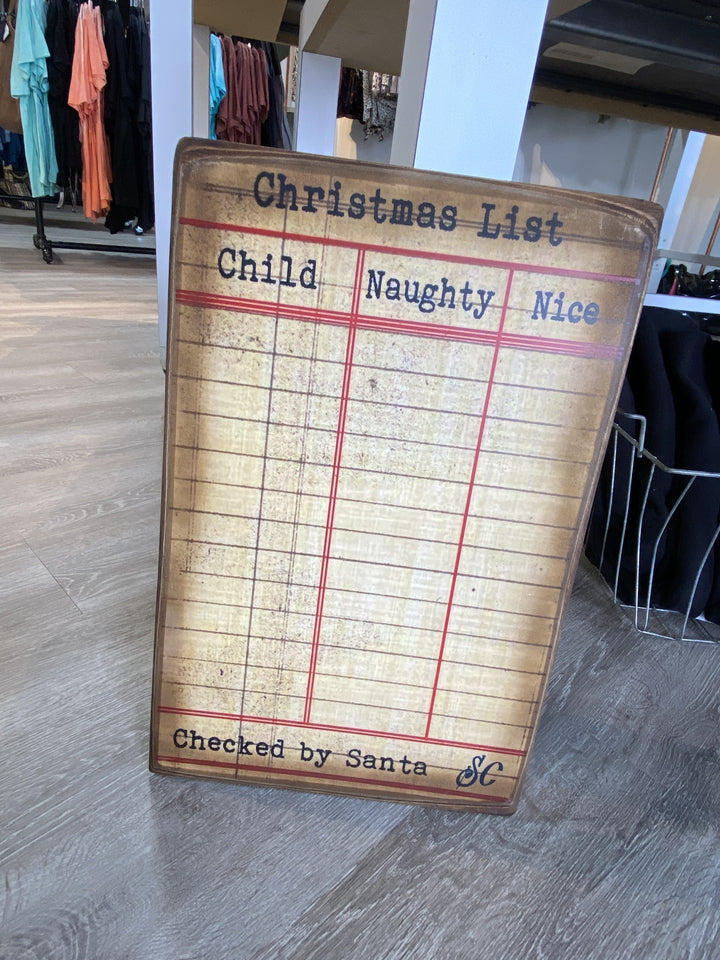 Christmas List
Child Naughty Nice
Checked by Santa SC